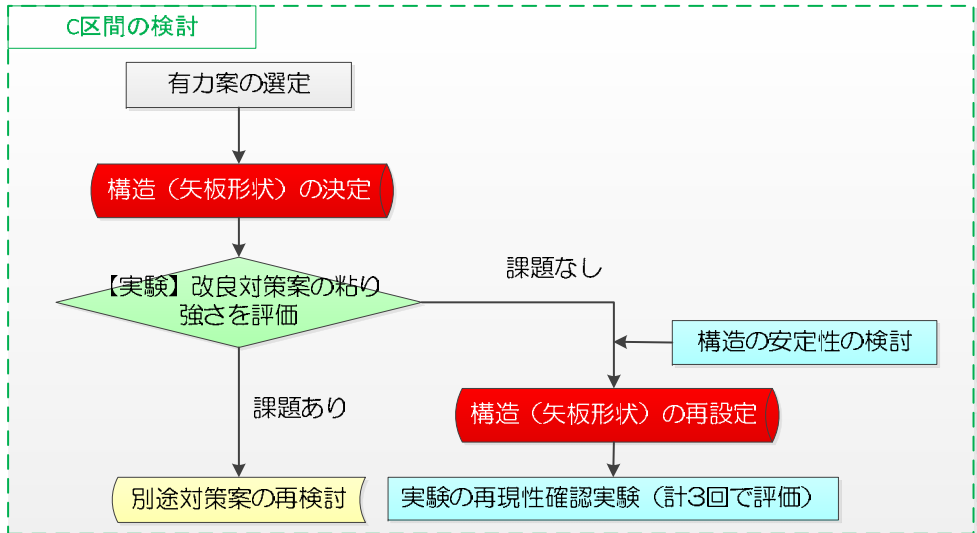 C区間の検討
有力案の選定
構造（矢板形状）の決定
【実験】改良対策案の粘り
強さを評価
課題なし
構造の安定性の検討
課題あり
構造（矢板形状）の再設定
別途対策案の再検討
実験の再現性確認実験（計3回で評価）